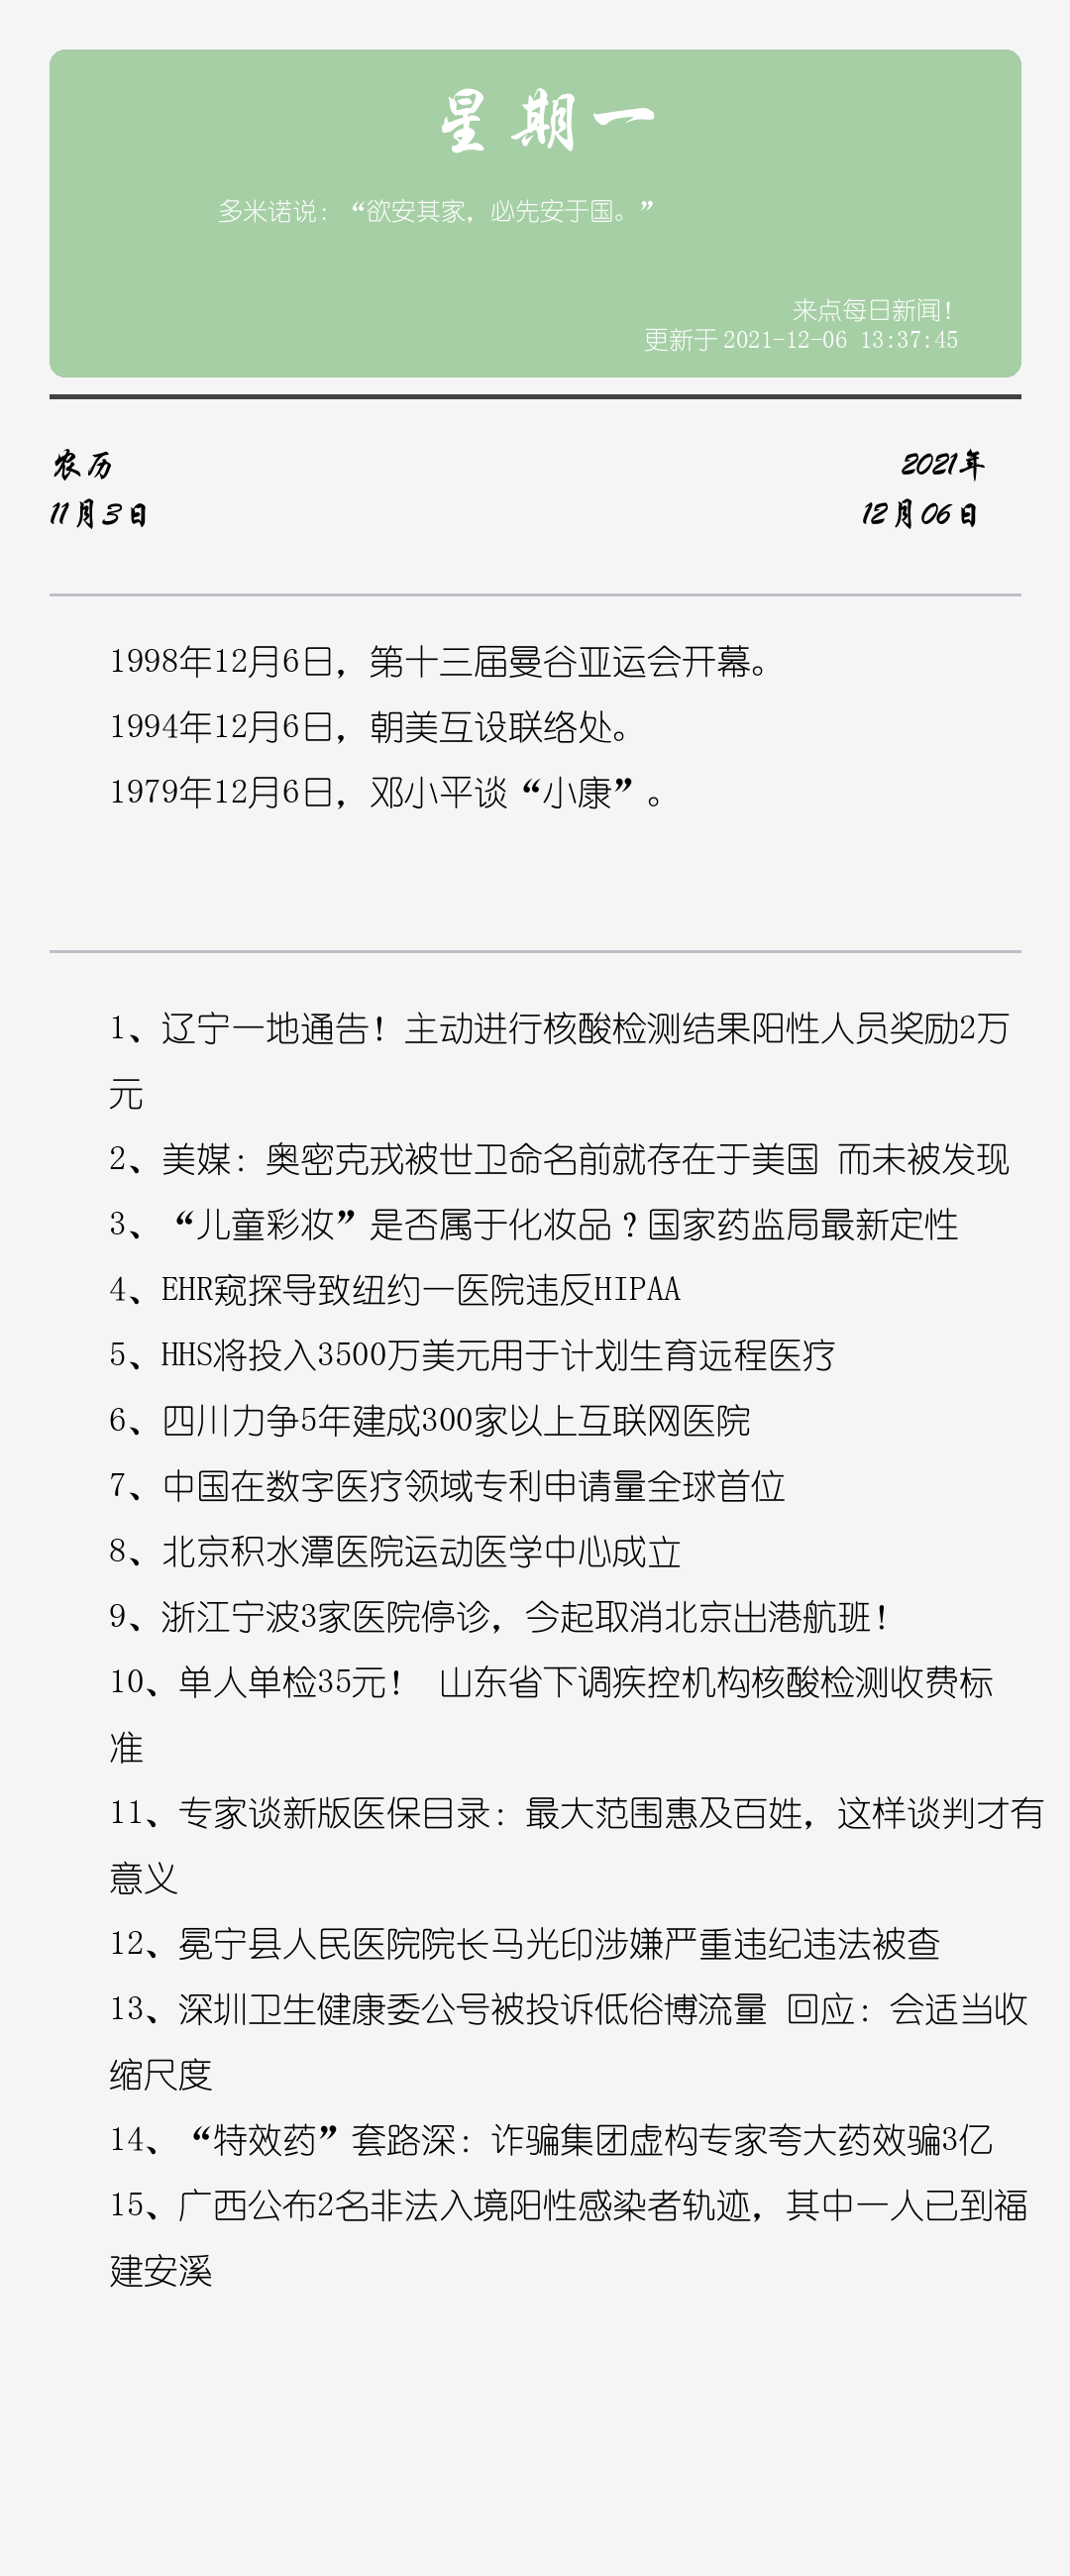 星期一
多米诺说：“欲安其家，必先安于国。”
来点每日新闻！
更新于 2021-12-06 13:37:45
农历
2021年
11月3日
12月06日
1998年12月6日，第十三届曼谷亚运会开幕。
1994年12月6日，朝美互设联络处。
1979年12月6日，邓小平谈“小康”。
1、辽宁一地通告！主动进行核酸检测结果阳性人员奖励2万
元
2、美媒：奥密克戎被世卫命名前就存在于美国 而未被发现
3、“儿童彩妆”是否属于化妆品？国家药监局最新定性
4、EHR窥探导致纽约一医院违反HIPAA
5、HHS将投入3500万美元用于计划生育远程医疗
6、四川力争5年建成300家以上互联网医院
7、中国在数字医疗领域专利申请量全球首位
8、北京积水潭医院运动医学中心成立
9、浙江宁波3家医院停诊，今起取消北京出港航班！
10、单人单检35元！ 山东省下调疾控机构核酸检测收费标
准
11、专家谈新版医保目录：最大范围惠及百姓，这样谈判才有
意义
12、冕宁县人民医院院长马光印涉嫌严重违纪违法被查
13、深圳卫生健康委公号被投诉低俗博流量 回应：会适当收
缩尺度
14、“特效药”套路深：诈骗集团虚构专家夸大药效骗3亿
15、广西公布2名非法入境阳性感染者轨迹，其中一人已到福
建安溪